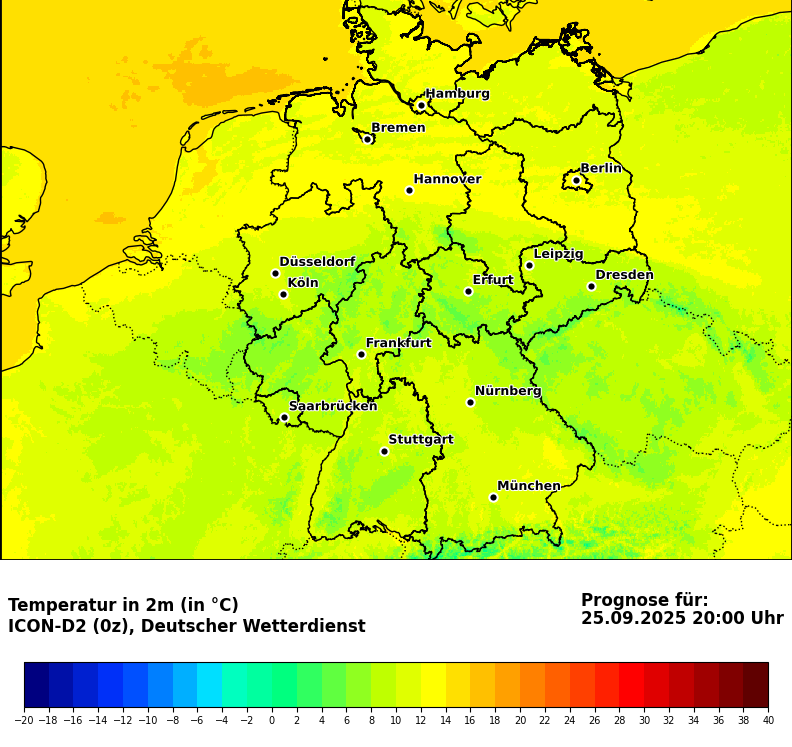 Hamburg
Bremen
Berlin
Hannover
Leipzig
Düsseldorf
Dresden
Köln
Erfurt
Frankfurt
Nürnberg
Saarbrücken
Stuttgart
München
Temperatur in 2m (in °C)
ICON-D2 (0z), Deutscher Wetterdienst
Prognose für:
25.09.2025 20:00 Uhr
−20 −18 −16 −14 −12 −10 −8 −6 −4 −2 0 2 4 6 8 10 12 14 16 18 20 22 24 26 28 30 32 34 36 38 40